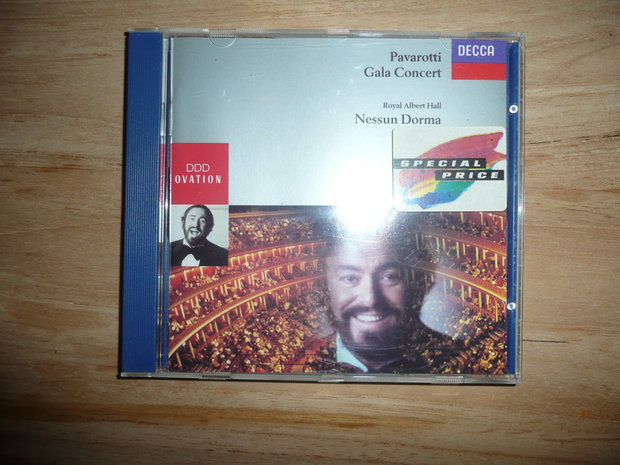 Pavarotti
Gala Concert
DECCA
Royal Albert Hall
Nessun Dorma
SPECIAL
PRICE
DDD
OVATION